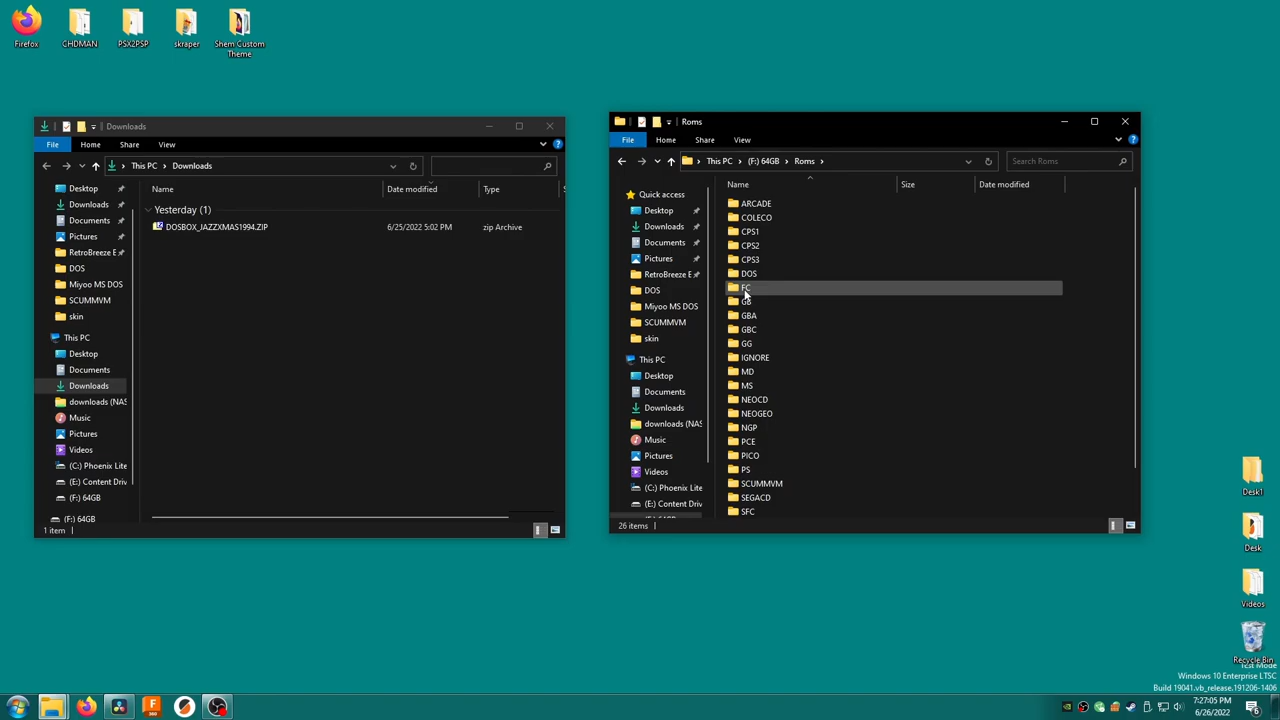 Firefox
CHDMAN
PSX2PSP
skraper
Shem Custom
Theme
Downloads
File
Home
Share
View
This PC
Downloads
Desktop
Downloads
Documents
Pictures
RetroBreeze E
DOS
Miyoo MS DOS
SCUMMVM
skin
This PC
Desktop
Documents
Downloads
downloads (NAS
Music
Pictures
Videos
(C:) Phoenix Lite
(E:) Content Driv
(F:) 64GB
(F:) 64GB
Name
Date modified
Type
Yesterday (1)
DOSBOX_JAZZXMAS1994.ZIP
6/25/2022 5:02 PM
zip Archive
1 item
Roms
File
Home
Share
View
This PC
(F:) 64GB
Roms
Search Roms
Quick access
Desktop
Downloads
Documents
Pictures
RetroBreeze E
DOS
Miyoo MS DOS
SCUMMVM
skin
This PC
Desktop
Documents
Downloads
downloads (NAS
Music
Pictures
Videos
(C:) Phoenix Lite
(E:) Content Driv
Name
Size
Date modified
ARCADE
COLECO
CPS1
CPS2
CPS3
DOS
FC
GB
GBA
GBC
GG
IGNORE
MD
MS
NEOCD
NEOGEO
NGP
PCE
PICO
PS
SCUMMVM
SEGACD
SFC
26 items
Desk1
Desk
Videos
Recycle Bin
Test Mode
Windows 10 Enterprise LTSC
Build 19041.vb_release.191206-1406
7:27:05 PM
6/26/2022
6